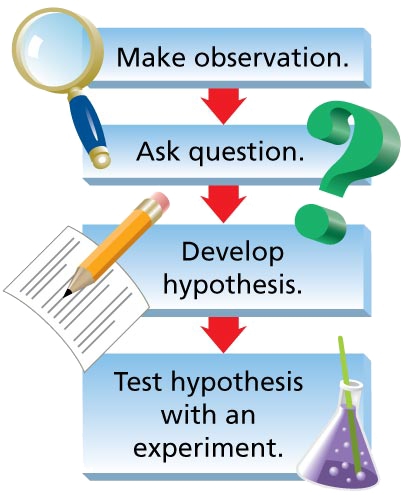 Make observation.
Ask question.
Develop
hypothesis.
Test hypothesis
with an
experiment.